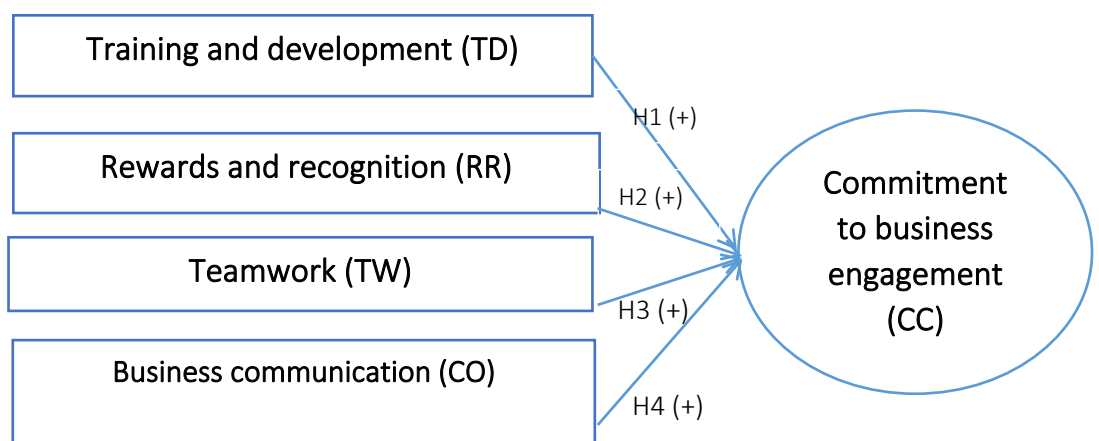 Training and development (TD)
H1 (+)
Rewards and recognition (RR)
H2 (+)
Teamwork (TW)
H3 (+)
Business communication (CO)
H4 (+)
Commitment
to business
engagement
(CC)